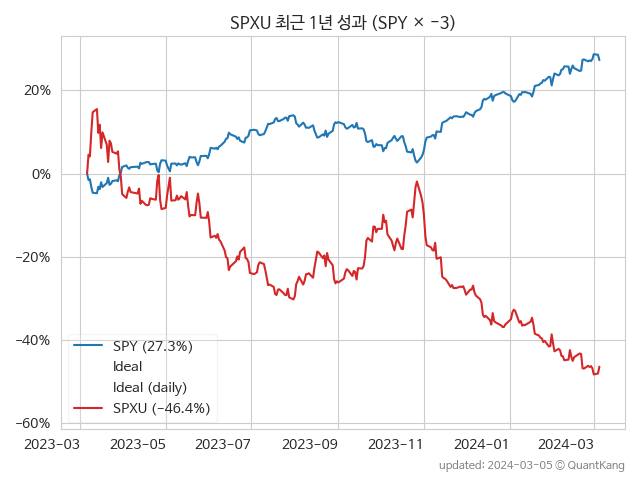 SPXU 최근 1년 성과 (SPY × −3)
20%
0%
−20%
−40%
−60%
SPY (27.3%)
Ideal
Ideal (daily)
SPXU (−46.4%)
2023−03 2023−05 2023−07 2023−09 2023−11 2024−01 2024−03
updated: 2024-03-05 © QuantKang